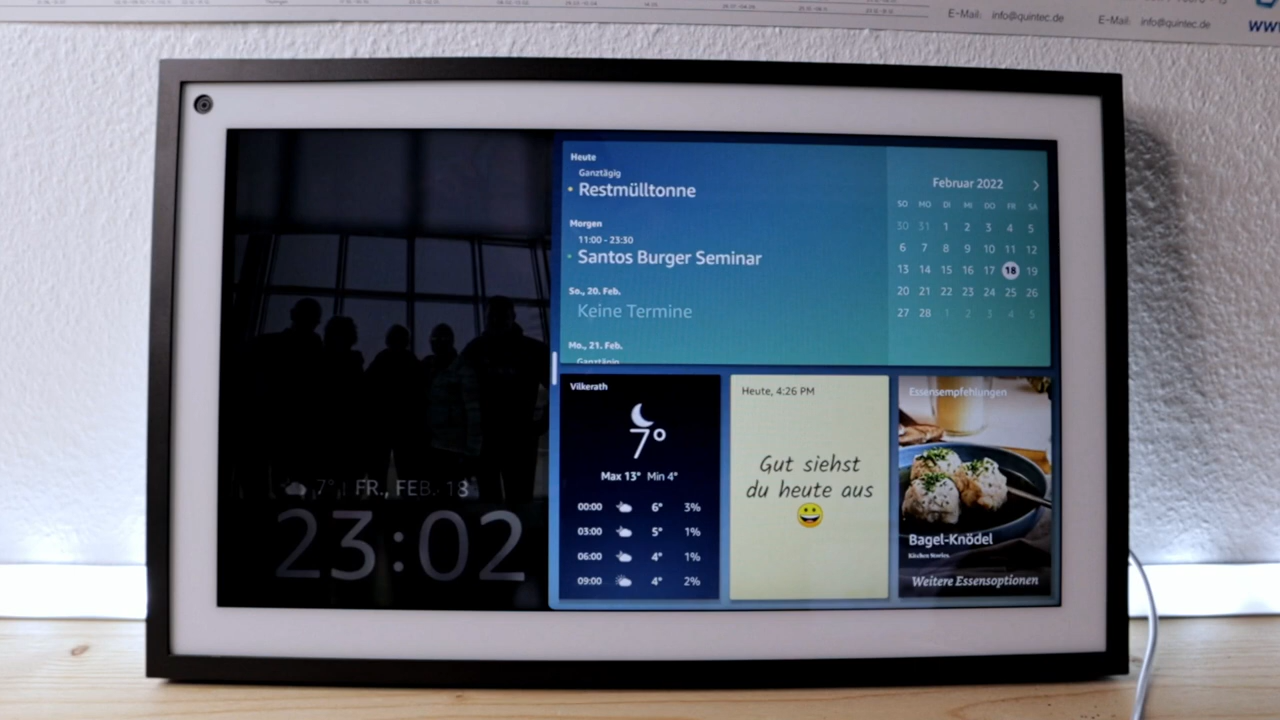 E-Mail: info@quintec.de E-Mail: info@quintec.de
Heute
Ganztägig
Restmülltonne
Morgen
11:00 - 23:30
Santos Burger Seminar
So., 20. Feb.
Keine Termine
Mo., 21. Feb.
Ganztägig
Februar 2022
SO MO DI MI DO FR SA
30 31 1 2 3 4 5
6 7 8 9 10 11 12
13 14 15 16 17 18 19
20 21 22 23 24 25 26
27 28 1 2 3 4 5
7° FR., FEB. 18
23:02
Vilkerath
7°
Max 13° Min 4°
00:00 6° 3%
03:00 5° 1%
06:00 4° 1%
09:00 4° 2%
Heute, 4:26 PM
Gut siehst
du heute aus
😀
Essensempfehlungen
Bagel-Knödel
Kitchen Stories
Weitere Essensoptionen